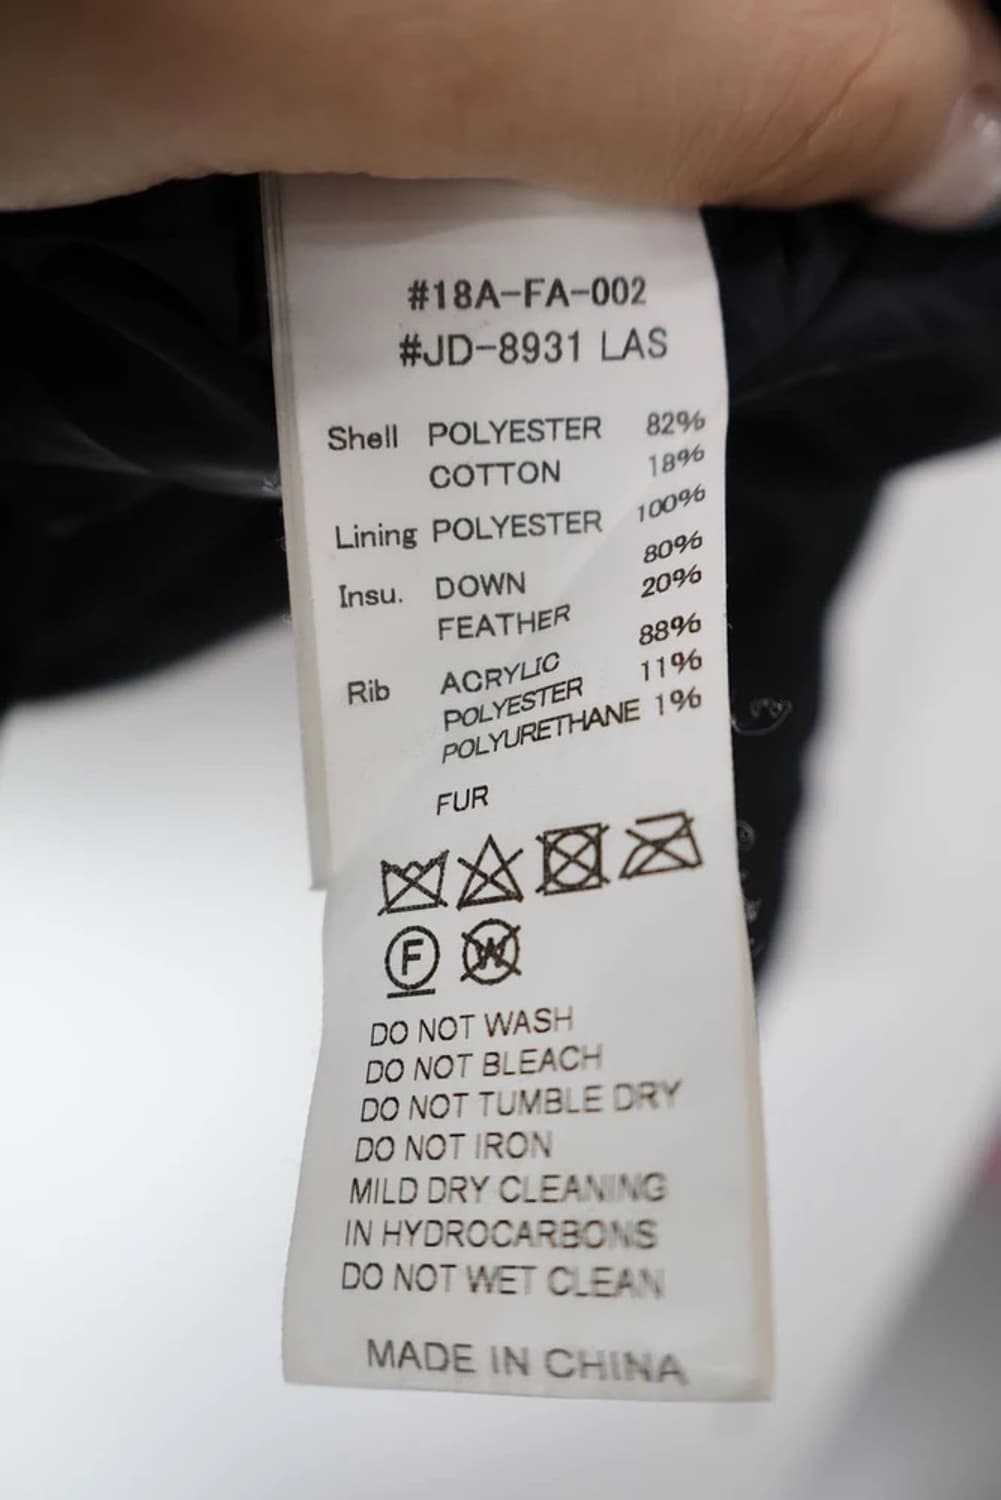 #18A-FA-002
#JD-8931 LAS
Shell POLYESTER 82%
COTTON 18%
Lining POLYESTER 100%
Insu. DOWN 80%
FEATHER 20%
Rib ACRYLIC 88%
POLYESTER 11%
POLYURETHANE 1%
FUR
F W
DO NOT WASH
DO NOT BLEACH
DO NOT TUMBLE DRY
DO NOT IRON
MILD DRY CLEANING
IN HYDROCARBONS
DO NOT WET CLEAN
MADE IN CHINA